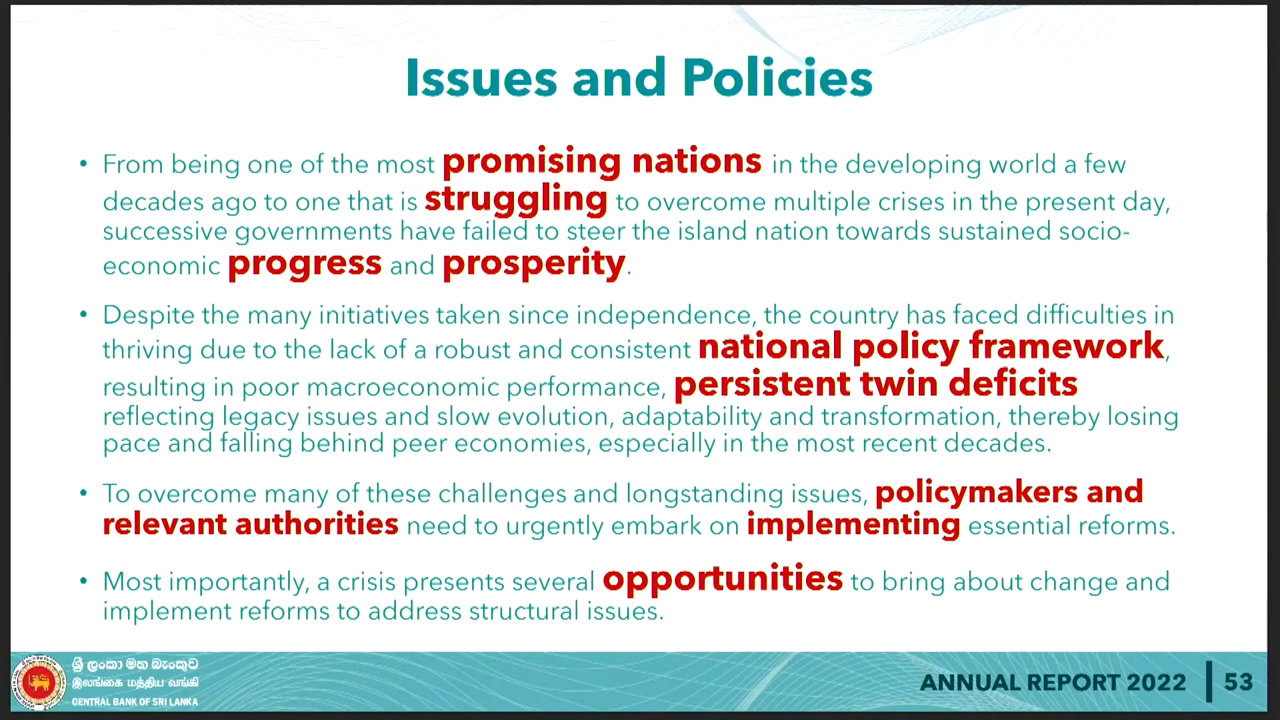 Issues and Policies
• From being one of the most promising nations in the developing world a few
decades ago to one that is struggling to overcome multiple crises in the present day,
successive governments have failed to steer the island nation towards sustained socio-
economic progress and prosperity.
• Despite the many initiatives taken since independence, the country has faced difficulties in
thriving due to the lack of a robust and consistent national policy framework,
resulting in poor macroeconomic performance, persistent twin deficits
reflecting legacy issues and slow evolution, adaptability and transformation, thereby losing
pace and falling behind peer economies, especially in the most recent decades.
• To overcome many of these challenges and longstanding issues, policymakers and
relevant authorities need to urgently embark on implementing essential reforms.
• Most importantly, a crisis presents several opportunities to bring about change and
implement reforms to address structural issues.
ශ්‍රී ලංකා මහ බැංකුව
இலங்கை மத்திய வங்கி
CENTRAL BANK OF SRI LANKA
ANNUAL REPORT 2022 | 53